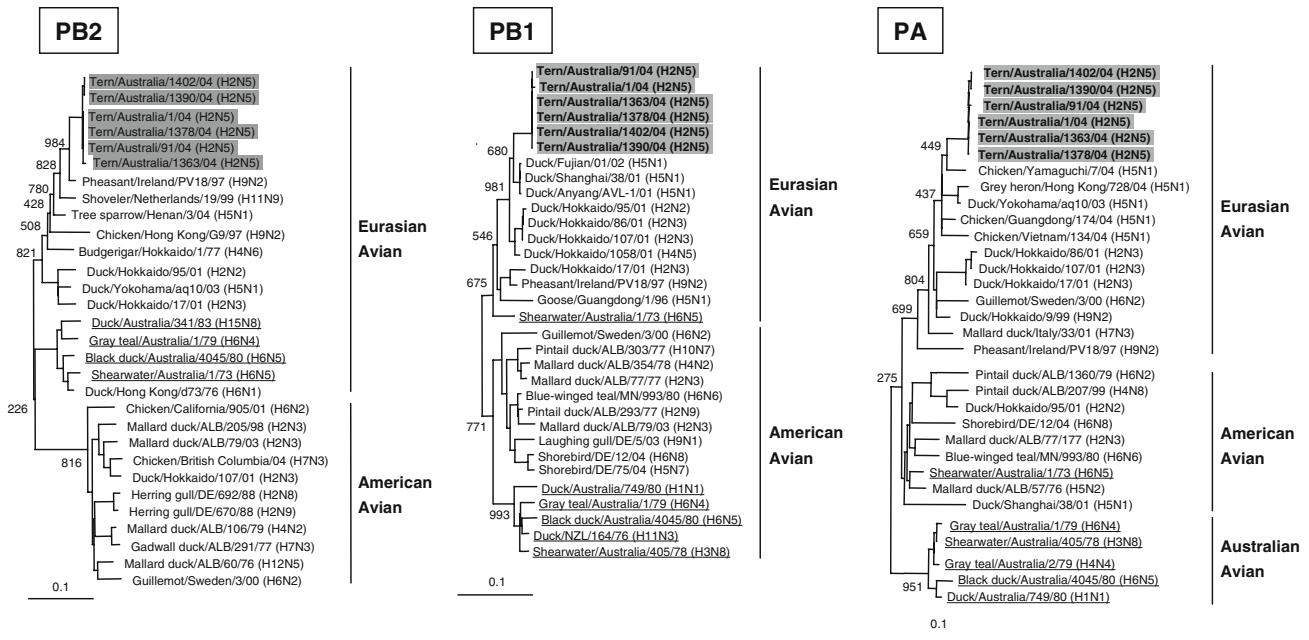 PB2
Tern/Australia/1402/04 (H2N5)
Tern/Australia/1390/04 (H2N5)
Tern/Australia/1/04 (H2N5)
Tern/Australia/1378/04 (H2N5)
Tern/Australi/91/04 (H2N5)
Tern/Australia/1363/04 (H2N5)
Pheasant/Ireland/PV18/97 (H9N2)
Shoveler/Netherlands/19/99 (H11N9)
Tree sparrow/Henan/3/04 (H5N1)
Chicken/Hong Kong/G9/97 (H9N2)
Budgerigar/Hokkaido/1/77 (H4N6)
Duck/Hokkaido/95/01 (H2N2)
Duck/Yokohama/aq10/03 (H5N1)
Duck/Hokkaido/17/01 (H2N3)
Duck/Australia/341/83 (H15N8)
Gray teal/Australia/1/79 (H6N4)
Black duck/Australia/4045/80 (H6N5)
Shearwater/Australia/1/73 (H6N5)
Duck/Hong Kong/d73/76 (H6N1)
Chicken/California/905/01 (H6N2)
Mallard duck/ALB/205/98 (H2N3)
Mallard duck/ALB/79/03 (H2N3)
Chicken/British Columbia/04 (H7N3)
Duck/Hokkaido/107/01 (H2N3)
Herring gull/DE/692/88 (H2N8)
Herring gull/DE/670/88 (H2N9)
Mallard duck/ALB/106/79 (H4N2)
Gadwall duck/ALB/291/77 (H7N3)
Mallard duck/ALB/60/76 (H12N5)
Guillemot/Sweden/3/00 (H6N2)
984
828
780
428
508
821
226
816
0.1
Eurasian
Avian
American
Avian
PB1
Tern/Australia/91/04 (H2N5)
Tern/Australia/1/04 (H2N5)
Tern/Australia/1363/04 (H2N5)
Tern/Australia/1378/04 (H2N5)
Tern/Australia/1402/04 (H2N5)
Tern/Australia/1390/04 (H2N5)
Duck/Fujian/01/02 (H5N1)
Duck/Shanghai/38/01 (H5N1)
Duck/Anyang/AVL-1/01 (H5N1)
Duck/Hokkaido/95/01 (H2N2)
Duck/Hokkaido/86/01 (H2N3)
Duck/Hokkaido/107/01 (H2N3)
Duck/Hokkaido/1058/01 (H4N5)
Duck/Hokkaido/17/01 (H2N3)
Pheasant/Ireland/PV18/97 (H9N2)
Goose/Guangdong/1/96 (H5N1)
Shearwater/Australia/1/73 (H6N5)
Guillemot/Sweden/3/00 (H6N2)
Pintail duck/ALB/303/77 (H10N7)
Mallard duck/ALB/354/78 (H4N2)
Mallard duck/ALB/77/77 (H2N3)
Blue-winged teal/MN/993/80 (H6N6)
Pintail duck/ALB/293/77 (H2N9)
Mallard duck/ALB/79/03 (H2N3)
Laughing gull/DE/5/03 (H9N1)
Shorebird/DE/12/04 (H6N8)
Shorebird/DE/75/04 (H5N7)
Duck/Australia/749/80 (H1N1)
Gray teal/Australia/1/79 (H6N4)
Black duck/Australia/4045/80 (H6N5)
Duck/NZL/164/76 (H11N3)
Shearwater/Australia/405/78 (H3N8)
680
981
546
675
771
993
0.1
Eurasian
Avian
American
Avian
PA
Tern/Australia/1402/04 (H2N5)
Tern/Australia/1390/04 (H2N5)
Tern/Australia/91/04 (H2N5)
Tern/Australia/1/04 (H2N5)
Tern/Australia/1363/04 (H2N5)
Tern/Australia/1378/04 (H2N5)
Chicken/Yamaguchi/7/04 (H5N1)
Grey heron/Hong Kong/728/04 (H5N1)
Duck/Yokohama/aq10/03 (H5N1)
Chicken/Guangdong/174/04 (H5N1)
Chicken/Vietnam/134/04 (H5N1)
Duck/Hokkaido/86/01 (H2N3)
Duck/Hokkaido/107/01 (H2N3)
Duck/Hokkaido/17/01 (H2N3)
Guillemot/Sweden/3/00 (H6N2)
Duck/Hokkaido/9/99 (H9N2)
Mallard duck/Italy/33/01 (H7N3)
Pheasant/Ireland/PV18/97 (H9N2)
Pintail duck/ALB/1360/79 (H6N2)
Pintail duck/ALB/207/99 (H4N8)
Duck/Hokkaido/95/01 (H2N2)
Shorebird/DE/12/04 (H6N8)
Mallard duck/ALB/77/177 (H2N3)
Blue-winged teal/MN/993/80 (H6N6)
Shearwater/Australia/1/73 (H6N5)
Mallard duck/ALB/57/76 (H5N2)
Duck/Shanghai/38/01 (H5N1)
Gray teal/Australia/1/79 (H6N4)
Shearwater/Australia/405/78 (H3N8)
Gray teal/Australia/2/79 (H4N4)
Black duck/Australia/4045/80 (H6N5)
Duck/Australia/749/80 (H1N1)
449
437
659
804
699
275
951
0.1
Eurasian
Avian
American
Avian
Australian
Avian